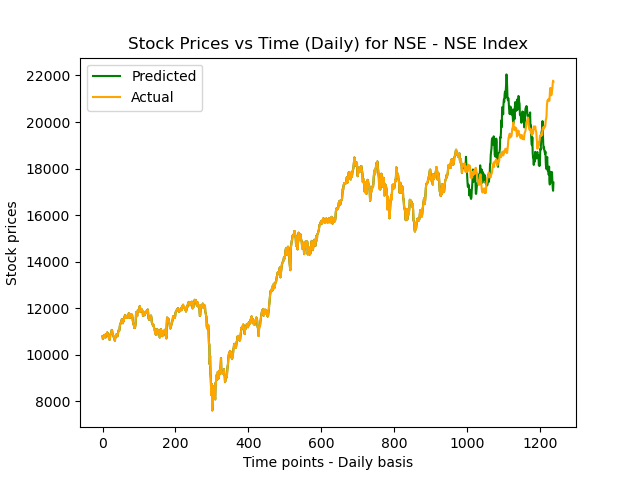 Stock Prices vs Time (Daily) for NSE - NSE Index
Predicted
Actual
22000
20000
18000
16000
14000
12000
10000
8000
Stock prices
0 200 400 600 800 1000 1200
Time points - Daily basis